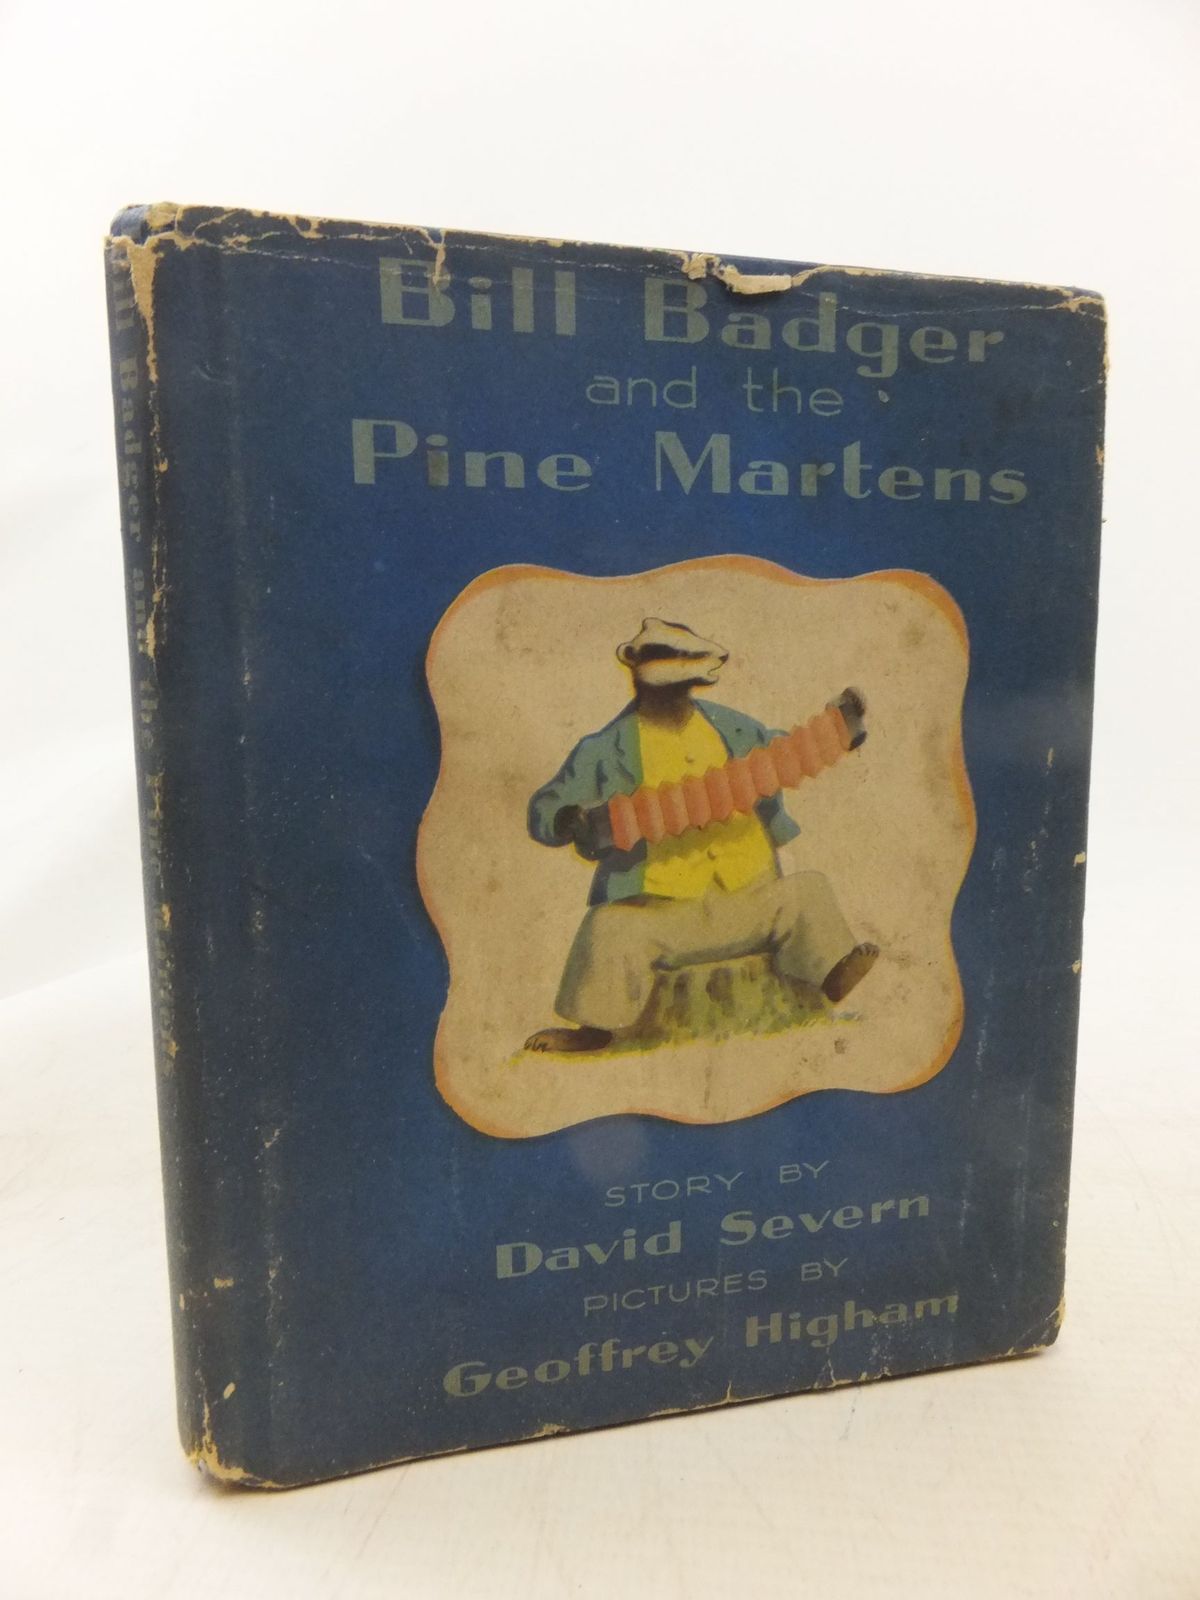 Bill Badger
and the
Pine Martens
STORY BY
David Severn
PICTURES BY
Geoffrey Higham
Bill Badger and the Pine Martens